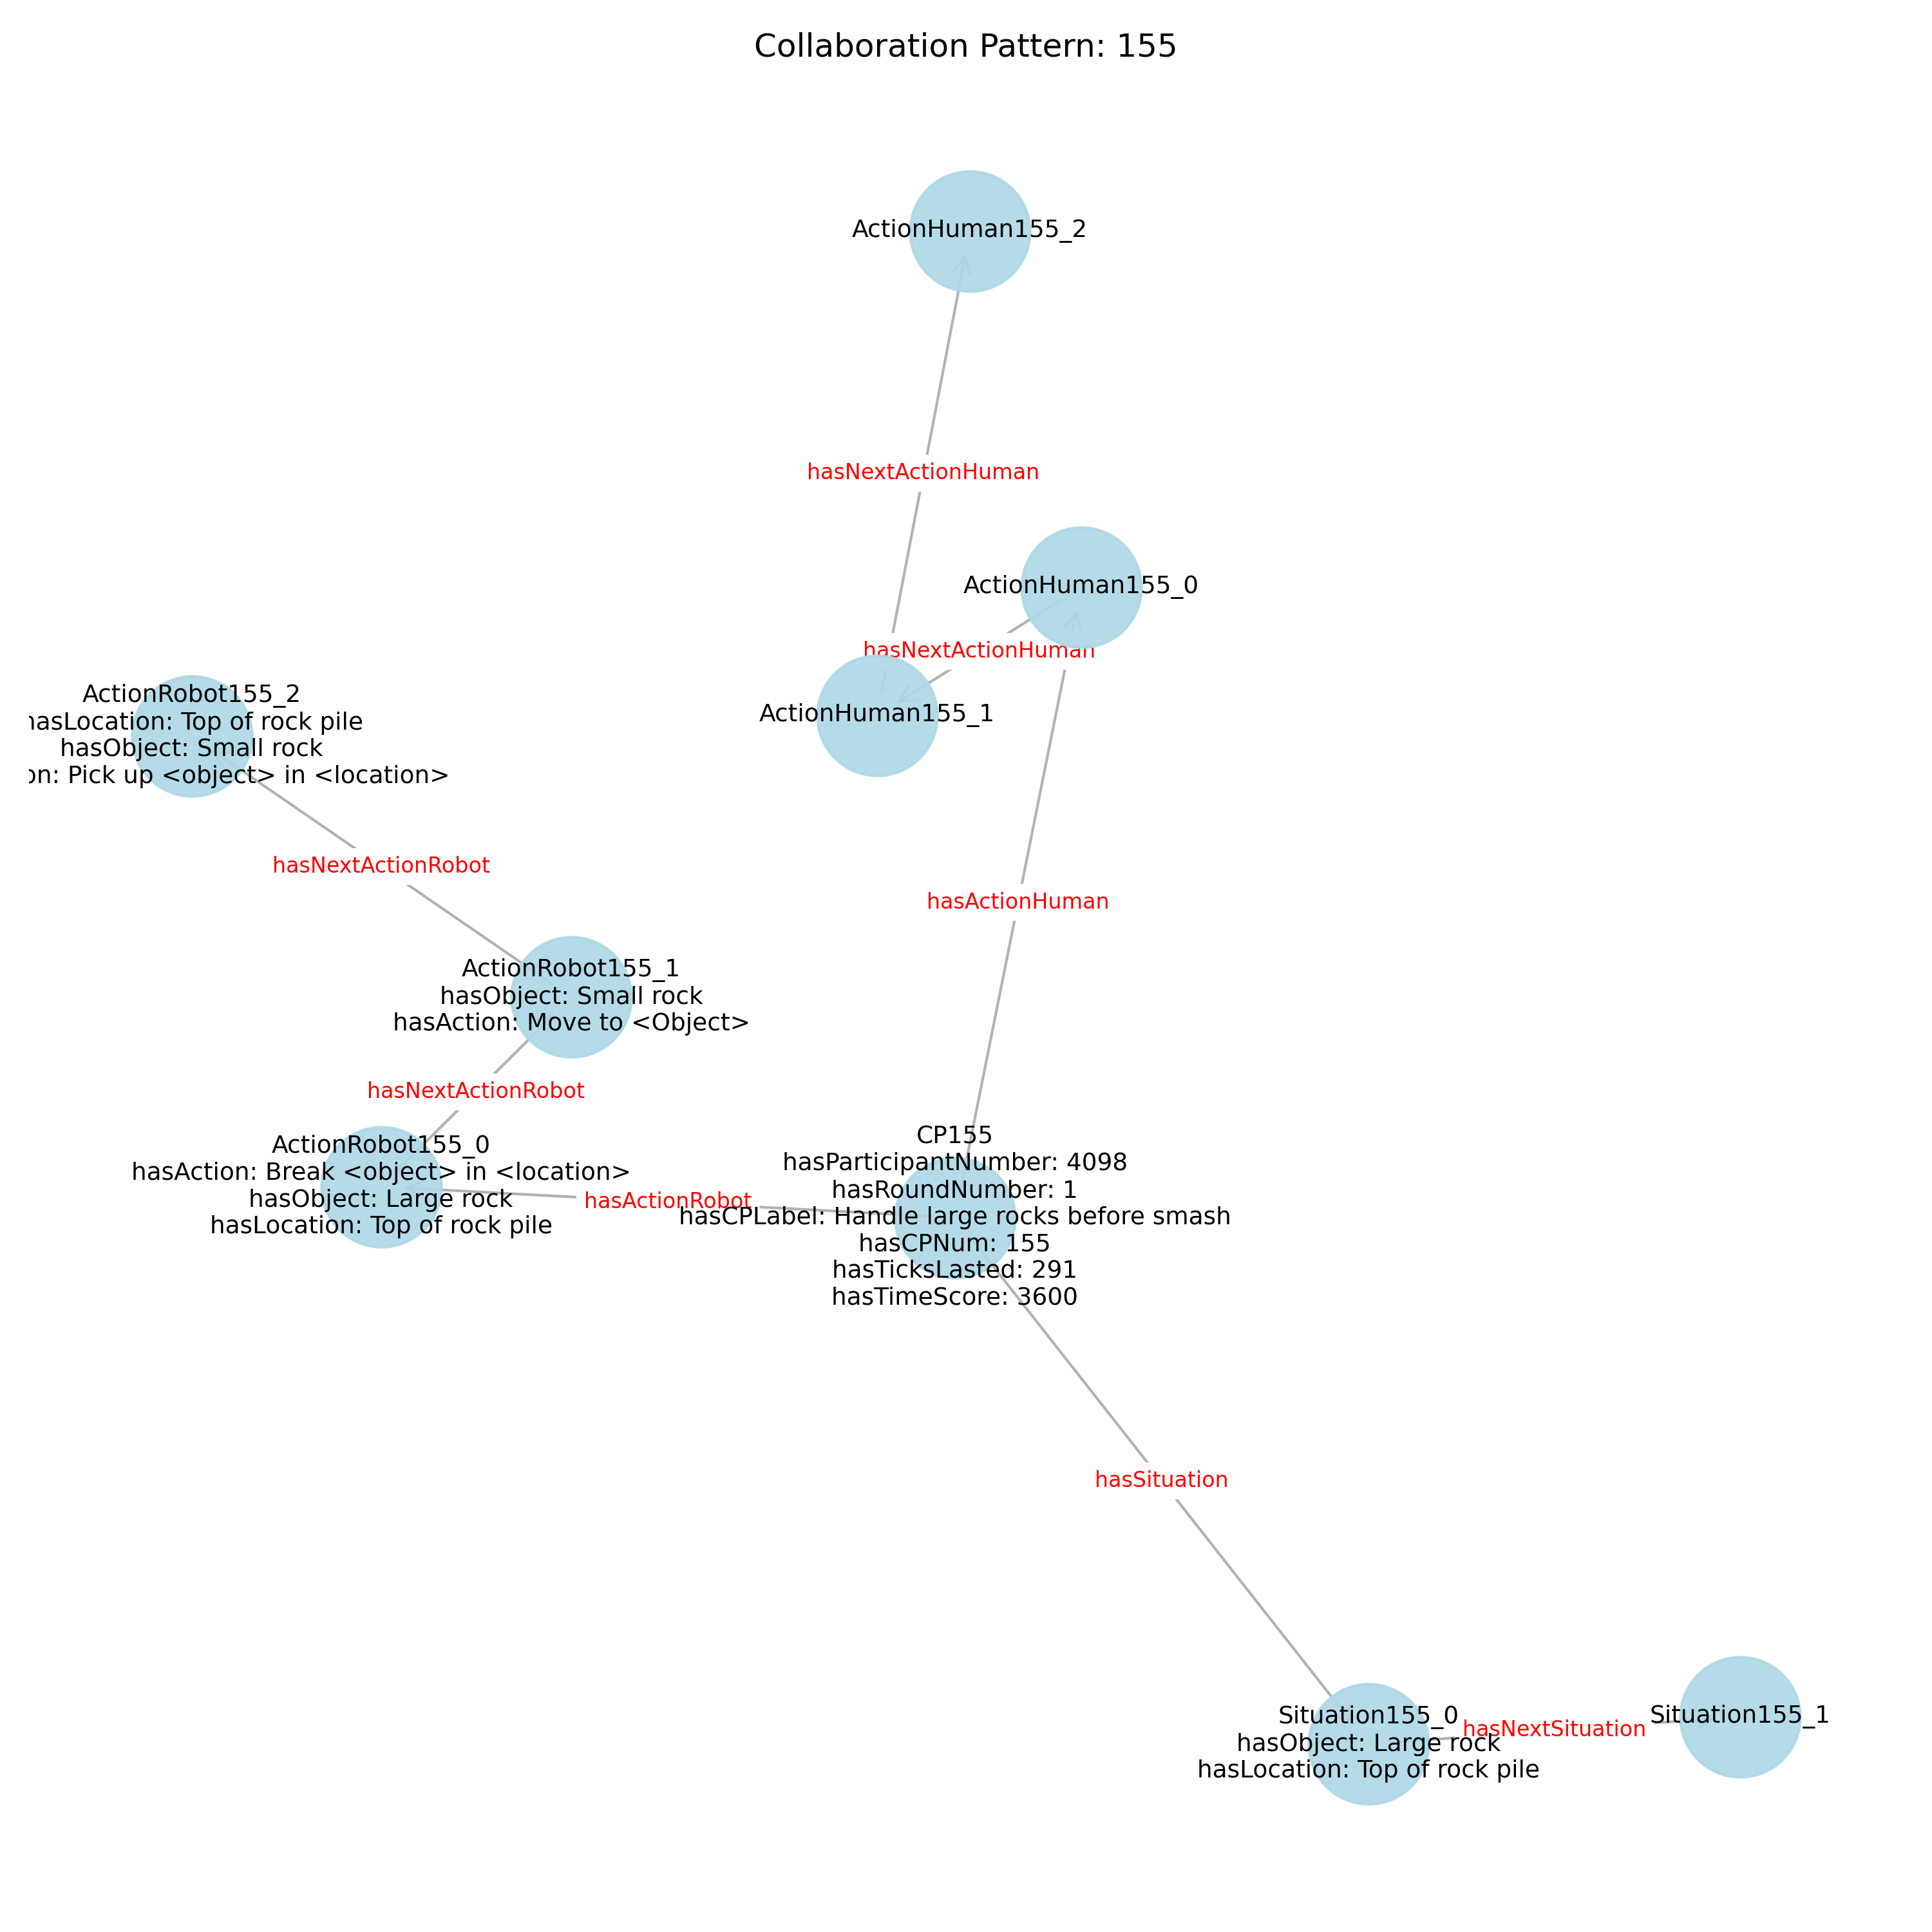 Collaboration Pattern: 155
ActionHuman155_2
hasNextActionHuman
ActionHuman155_0
hasNextActionHuman
ActionHuman155_1
ActionRobot155_2
hasLocation: Top of rock pile
hasObject: Small rock
on: Pick up <object> in <location>
hasNextActionRobot
hasActionHuman
ActionRobot155_1
hasObject: Small rock
hasAction: Move to <Object>
hasNextActionRobot
ActionRobot155_0
hasAction: Break <object> in <location>
hasObject: Large rock
hasLocation: Top of rock pile
hasActionRobot
CP155
hasParticipantNumber: 4098
hasRoundNumber: 1
hasCPLabel: Handle large rocks before smash
hasCPNum: 155
hasTicksLasted: 291
hasTimeScore: 3600
hasSituation
Situation155_0
hasObject: Large rock
hasLocation: Top of rock pile
hasNextSituation
Situation155_1